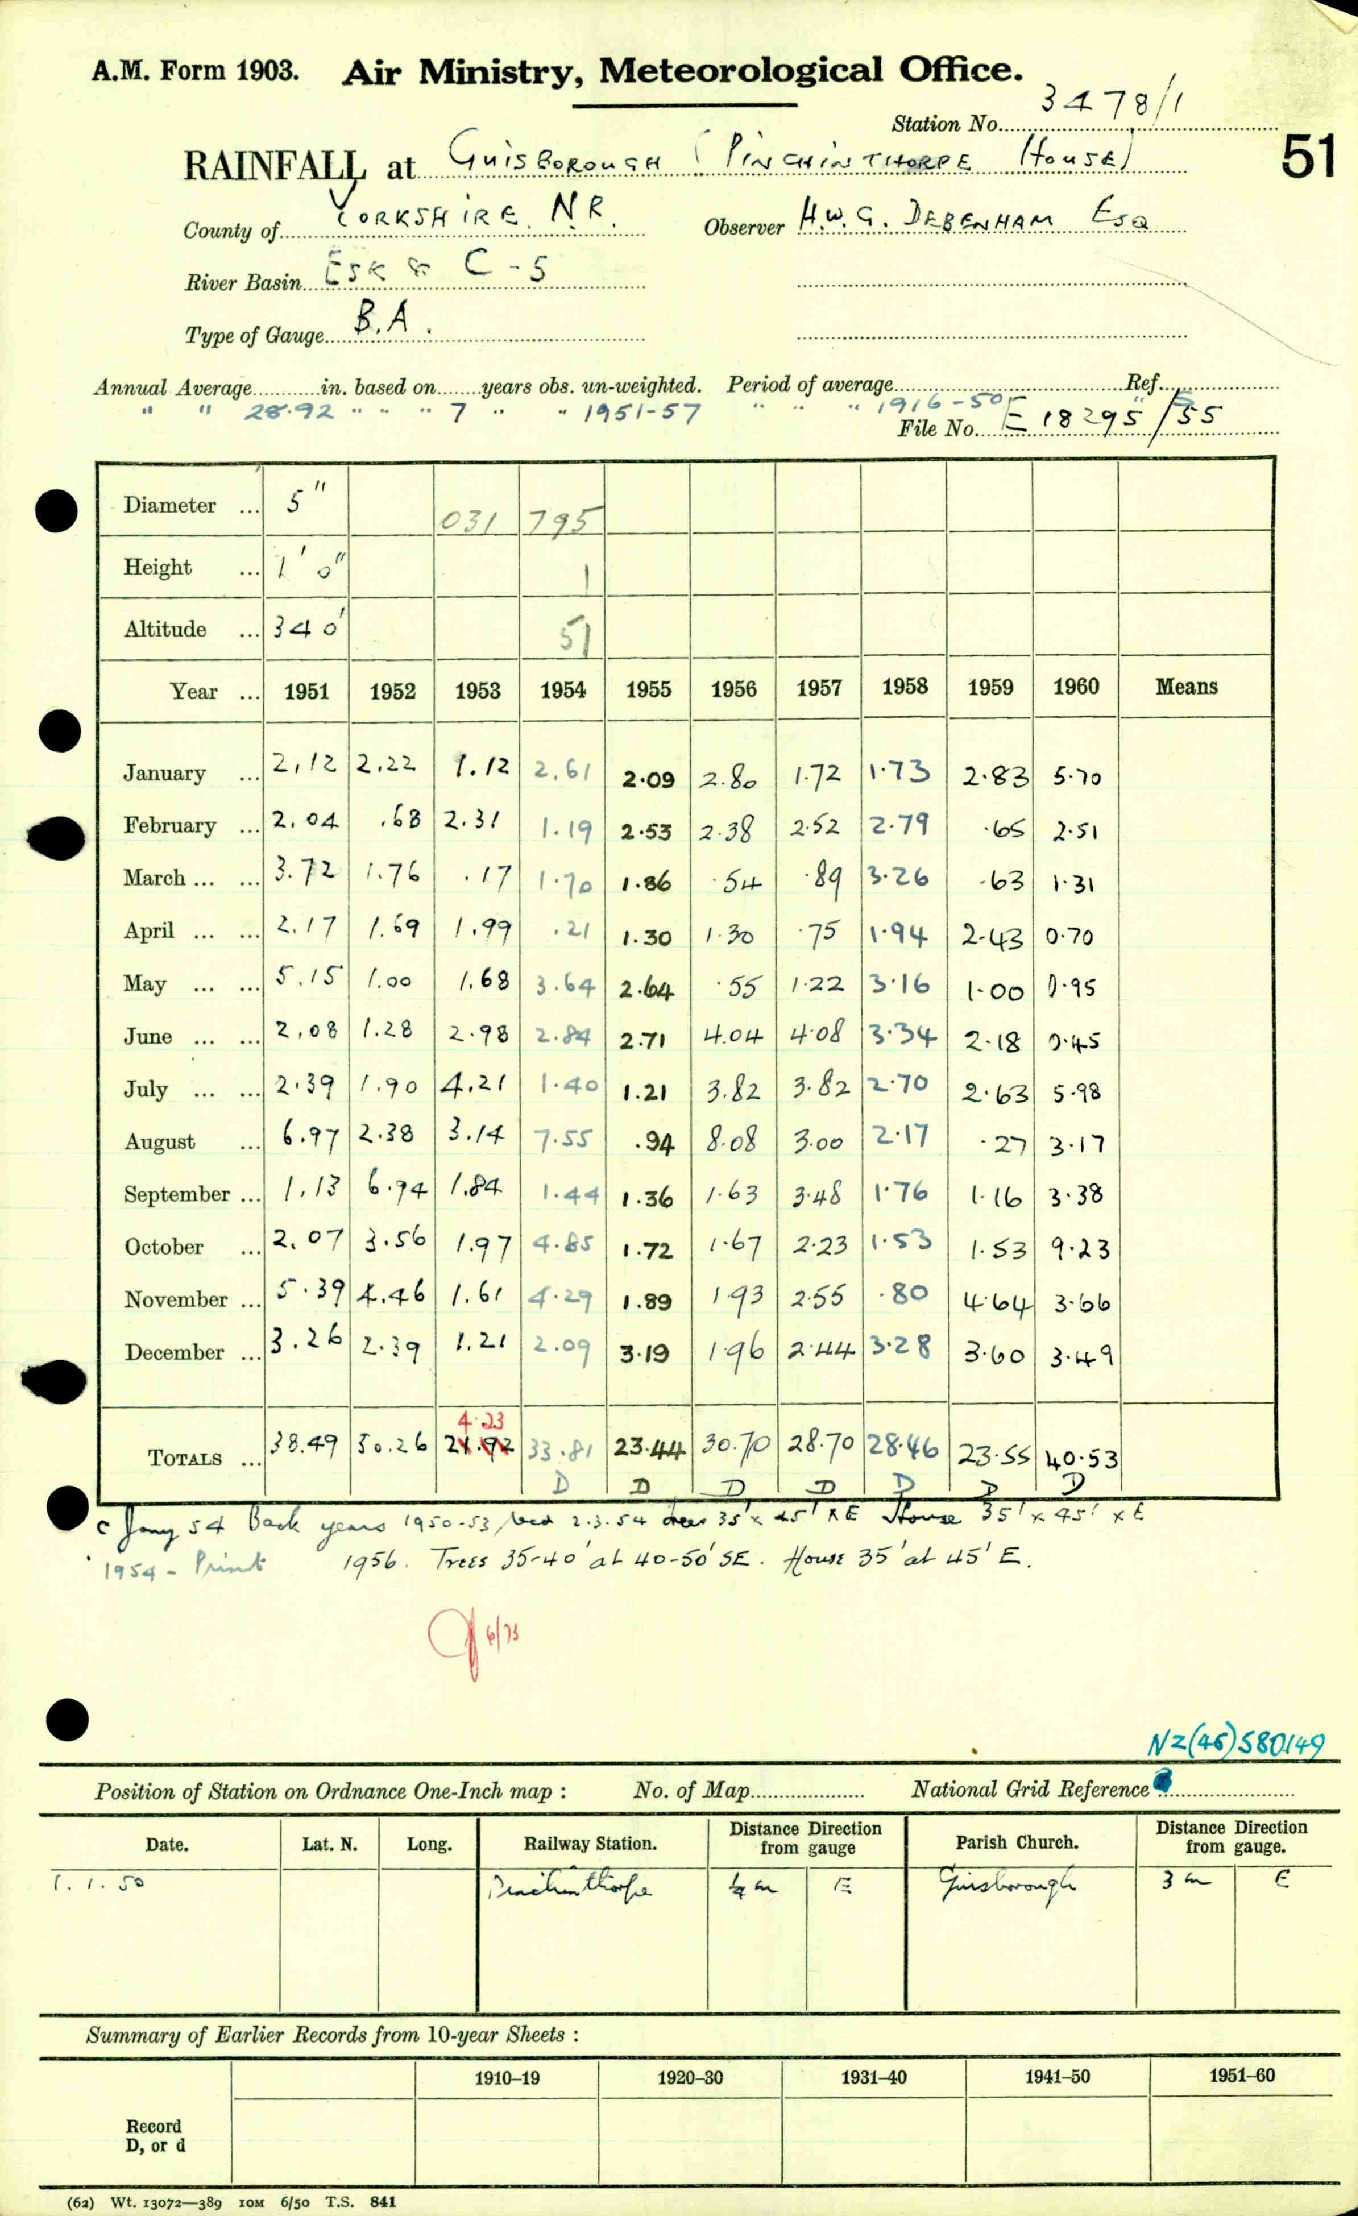 A.M. Form 1903. Air Ministry, Meteorological Office.
Station No. 3478/1
51
RAINFALL at GUISBOROUGH (PINCHINTHORPE HOUSE)
County of YORKSHIRE N.R. Observer H.W.G. DEBENHAM ESQ
River Basin ESK & C-5
Type of Gauge B.A.
Annual Average in. based on years obs. un-weighted. Period of average Ref.
" " 28.92 " " " 7 " " 1951-57 " " " 1916-50 "
File No. E 18295/55
Diameter ... 5" 031 795
Height ... 1' 0" 1
Altitude ... 340' 51
Year ... 1951 1952 1953 1954 1955 1956 1957 1958 1959 1960 Means
January ... 2.12 2.22 1.12 2.61 2.09 2.80 1.72 1.73 2.83 5.70
February ... 2.04 .68 2.31 1.19 2.53 2.38 2.52 2.79 .65 2.51
March ... ... 3.72 1.76 .17 1.70 1.86 .54 .89 3.26 .63 1.31
April ... ... 2.17 1.69 1.99 .21 1.30 1.30 .75 1.94 2.43 0.70
May ... ... 5.15 1.00 1.68 3.64 2.64 .55 1.22 3.16 1.00 0.95
June ... ... 2.08 1.28 2.98 2.84 2.71 4.04 4.08 3.34 2.18 0.45
July ... ... 2.39 1.90 4.21 1.40 1.21 3.82 3.82 2.70 2.63 5.98
August ... 6.97 2.38 3.14 7.55 .94 8.08 3.00 2.17 .27 3.17
September ... 1.13 6.94 1.84 1.44 1.36 1.63 3.48 1.76 1.16 3.38
October ... 2.07 3.56 1.97 4.85 1.72 1.67 2.23 1.53 1.53 9.23
November ... 5.39 4.46 1.61 4.29 1.89 1.93 2.55 .80 4.64 3.66
December ... 3.26 2.39 1.21 2.09 3.19 1.96 2.44 3.28 3.60 3.49
4.23
TOTALS ... 38.49 30.26 24.92 33.81 23.44 30.70 28.70 28.46 23.55 40.53
D D D D D D D
C Jany 54 Back years 1950-53 2.3.54 trees 35' x 45' x E House 35' x 45' x E
1954 - Print 1956. Trees 35-40' at 40-50' SE. House 35' at 45' E.
6/73
NZ(45)580149
Position of Station on Ordnance One-Inch map : No. of Map National Grid Reference
Date. Lat. N. Long. Railway Station. Distance Direction from gauge Parish Church. Distance Direction from gauge.
1.1.50 Pinchinthorpe ¼ m E Guisborough 3 m E
Summary of Earlier Records from 10-year Sheets :
1910–19 1920–30 1931–40 1941–50 1951–60
Record
D, or d
(62) Wt. 13072—389 10M 6/50 T.S. 841